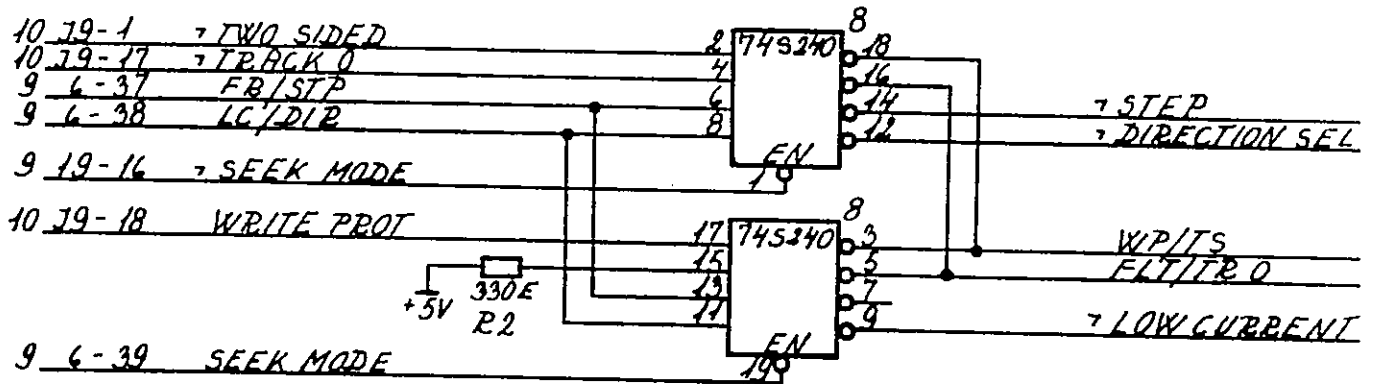 8
10 J9-1 ¬ TWO SIDED 2 74S240 18
10 J9-17 ¬ TRACK 0 4 16
9 6-37 FR/STP 6 14 ¬ STEP
9 6-38 LC/DIR 8 12 ¬ DIRECTION SEL
EN
9 19-16 ¬ SEEK MODE 1
8
10 J9-18 WRITE PROT 17 74S240 3 WP/TS
15 5 FLT/TR 0
+5V 330E 13 7
R2 11 9 ¬ LOW CURRENT
EN
9 6-39 SEEK MODE 19